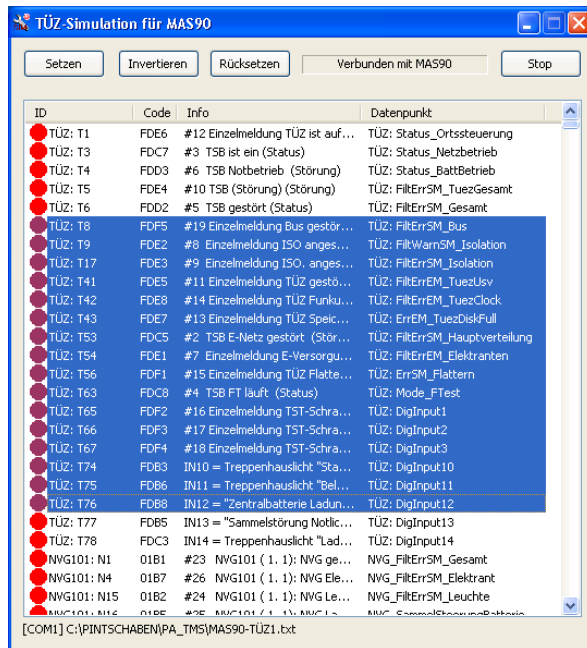 TÜZ-Simulation für MAS90
Setzen Invertieren Rücksetzen Verbunden mit MAS90 Stop
ID Code Info Datenpunkt
TÜZ: T1 FDE6 #12 Einzelmeldung TÜZ ist auf... TÜZ: Status_Ortssteuerung
TÜZ: T3 FDC7 #3 TSB ist ein (Status) TÜZ: Status_Netzbetrieb
TÜZ: T4 FDD3 #6 TSB Notbetrieb (Störung) TÜZ: Status_BattBetrieb
TÜZ: T5 FDE4 #10 TSB (Störung) (Störung) TÜZ: FiltErrSM_TuezGesamt
TÜZ: T6 FDD2 #5 TSB gestört (Status) TÜZ: FiltErrSM_Gesamt
TÜZ: T8 FDF5 #19 Einzelmeldung Bus gestör... TÜZ: FiltErrSM_Bus
TÜZ: T9 FDE2 #8 Einzelmeldung ISO anges... TÜZ: FiltWarnSM_Isolation
TÜZ: T17 FDE3 #9 Einzelmeldung ISO. anges... TÜZ: FiltErrSM_Isolation
TÜZ: T41 FDE5 #11 Einzelmeldung TÜZ gestö... TÜZ: FiltErrEM_TuezUsv
TÜZ: T42 FDE8 #14 Einzelmeldung TÜZ Funku... TÜZ: FiltErrEM_TuezClock
TÜZ: T43 FDE7 #13 Einzelmeldung TÜZ Speic... TÜZ: ErrEM_TuezDiskFull
TÜZ: T53 FDC5 #2 TSB E-Netz gestört (Stör... TÜZ: FiltErrSM_Hauptverteilung
TÜZ: T54 FDE1 #7 Einzelmeldung E-Versorgu... TÜZ: FiltErrEM_Elektranten
TÜZ: T56 FDF1 #15 Einzelmeldung TÜZ Flatte... TÜZ: ErrSM_Flattern
TÜZ: T63 FDC8 #4 TSB FT läuft (Status) TÜZ: Mode_FTest
TÜZ: T65 FDF2 #16 Einzelmeldung TST-Schra... TÜZ: DigInput1
TÜZ: T66 FDF3 #17 Einzelmeldung TST-Schra... TÜZ: DigInput2
TÜZ: T67 FDF4 #18 Einzelmeldung TST-Schra... TÜZ: DigInput3
TÜZ: T74 FDB3 IN10 = Treppenhauslicht "Sta... TÜZ: DigInput10
TÜZ: T75 FDB6 IN11 = Treppenhauslicht "Bel... TÜZ: DigInput11
TÜZ: T76 FDB8 IN12 = "Zentralbatterie Ladun... TÜZ: DigInput12
TÜZ: T77 FDB5 IN13 = "Sammelstörung Notlic... TÜZ: DigInput13
TÜZ: T78 FDC3 IN14 = Treppenhauslicht "Lad... TÜZ: DigInput14
NVG101: N1 01B1 #23 NVG101 ( 1. 1): NVG ge... NVG_FiltErrSM_Gesamt
NVG101: N4 01B7 #26 NVG101 ( 1. 1): NVG Ele... NVG_FiltErrSM_Elektrant
NVG101: N15 01B2 #24 NVG101 ( 1. 1): NVG Le... NVG_FiltErrSM_Leuchte
NVG101: N16 #25 NVG101 ( 1. 1): NVG La...
[COM1] C:\PINTSCHABEN\PA_TMS\MAS90-TÜZ1.txt